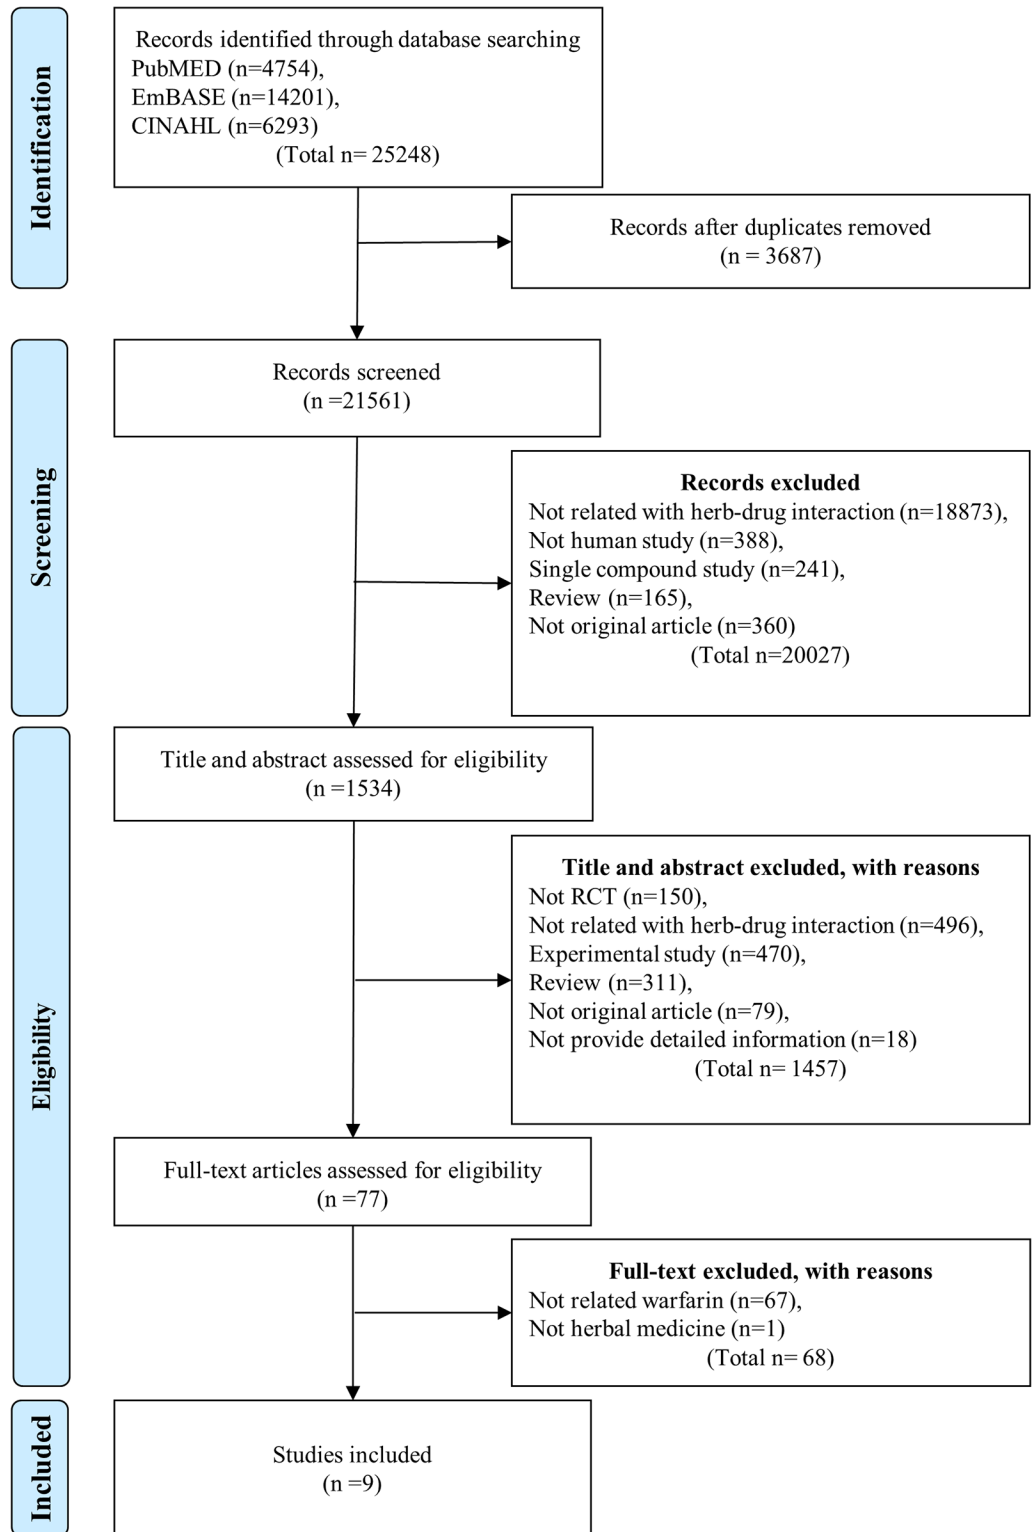 Identification
Records identified through database searching
PubMED (n=4754),
EmBASE (n=14201),
CINAHL (n=6293)
(Total n= 25248)
Records after duplicates removed
(n = 3687)
Screening
Records screened
(n =21561)
Records excluded
Not related with herb-drug interaction (n=18873),
Not human study (n=388),
Single compound study (n=241),
Review (n=165),
Not original article (n=360)
(Total n=20027)
Eligibility
Title and abstract assessed for eligibility
(n =1534)
Title and abstract excluded, with reasons
Not RCT (n=150),
Not related with herb-drug interaction (n=496),
Experimental study (n=470),
Review (n=311),
Not original article (n=79),
Not provide detailed information (n=18)
(Total n= 1457)
Full-text articles assessed for eligibility
(n =77)
Full-text excluded, with reasons
Not related warfarin (n=67),
Not herbal medicine (n=1)
(Total n= 68)
Included
Studies included
(n =9)